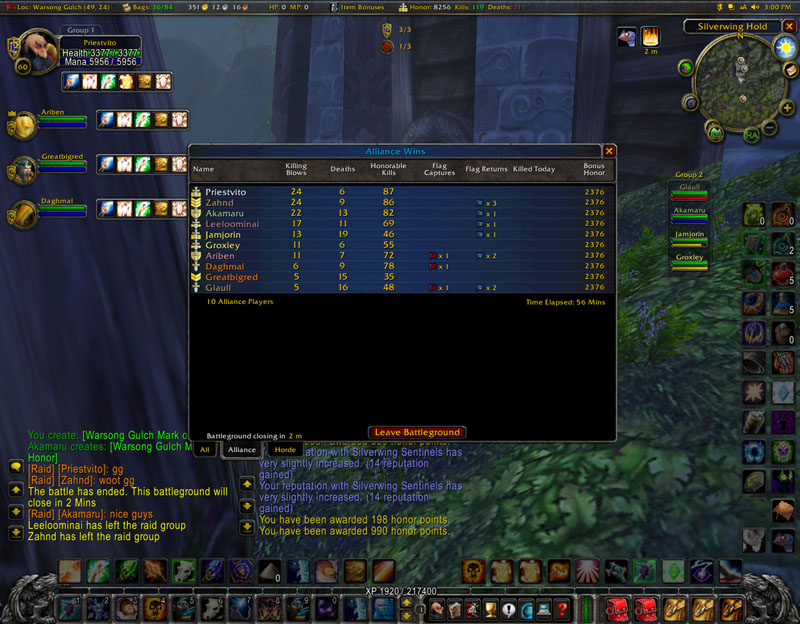 Loc: Warsong Gulch (49, 24) Bags: 36/84 351 12 16 HP: 0 MP: 0 Item Bonuses Honor: 8256 Kills: 119 Deaths: 11 3:00 PM
Group 1
Priestvito
Health 3377 / 3377
Mana 5956 / 5956
60
3/3
1/3
2 m
Silverwing Hold
N
Ariben
Greatbigred
Daghmal
Alliance Wins
Name Killing Blows Deaths Honorable Kills Flag Captures Flag Returns Killed Today Bonus Honor
Priestvito 24 6 87 2376
Zahnd 24 9 86 x 3 2376
Akamaru 22 13 82 x 1 2376
Leeloominai 17 11 69 x 1 2376
Jamjorin 13 19 46 x 1 2376
Groxley 11 6 55 2376
Ariben 11 7 72 x 1 x 2 2376
Daghmal 6 9 78 x 1 2376
Greatbigred 5 15 35 2376
Glaull 5 16 48 x 1 x 2 2376
10 Alliance Players Time Elapsed: 56 Mins
Battleground closing in 2 m
Leave Battleground
All Alliance Horde
Group 2
Glaull
Akamaru
Jamjorin
Groxley
You create: [Warsong Gulch Mark o
Akamaru creates: [Warsong Gulch M
Honor]
[Raid] [Priestvito]: gg
[Raid] [Zahnd]: woot gg
The battle has ended. This battleground will
close in 2 Mins
[Raid] [Akamaru]: nice guys
Leeloominai has left the raid group
Zahnd has left the raid group
reputation with Silverwing Sentinels has
very slightly increased. (14 reputation
gained)
Your reputation with Silverwing Sentinels has
very slightly increased. (14 reputation
gained)
You have been awarded 198 honor points.
You have been awarded 990 honor points.
XP 1920 / 217400